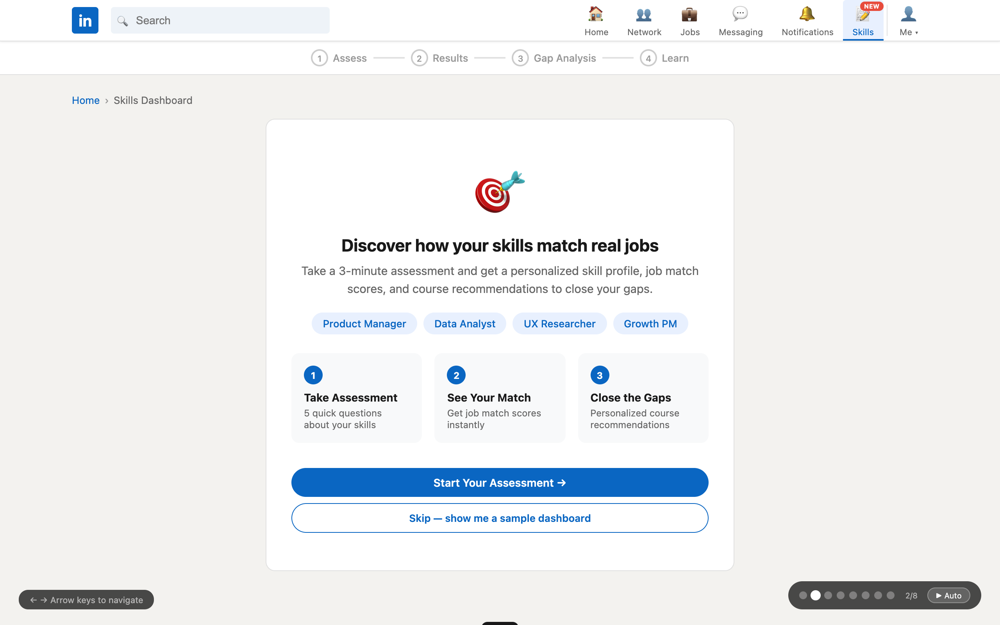 in
Search
Home
Network
Jobs
Messaging
Notifications
NEW
Skills
Me ▾
1 Assess
2 Results
3 Gap Analysis
4 Learn
Home › Skills Dashboard
Discover how your skills match real jobs
Take a 3-minute assessment and get a personalized skill profile, job match
scores, and course recommendations to close your gaps.
Product Manager
Data Analyst
UX Researcher
Growth PM
1
Take Assessment
5 quick questions
about your skills
2
See Your Match
Get job match scores
instantly
3
Close the Gaps
Personalized course
recommendations
Start Your Assessment →
Skip — show me a sample dashboard
← → Arrow keys to navigate
2/8
▶ Auto